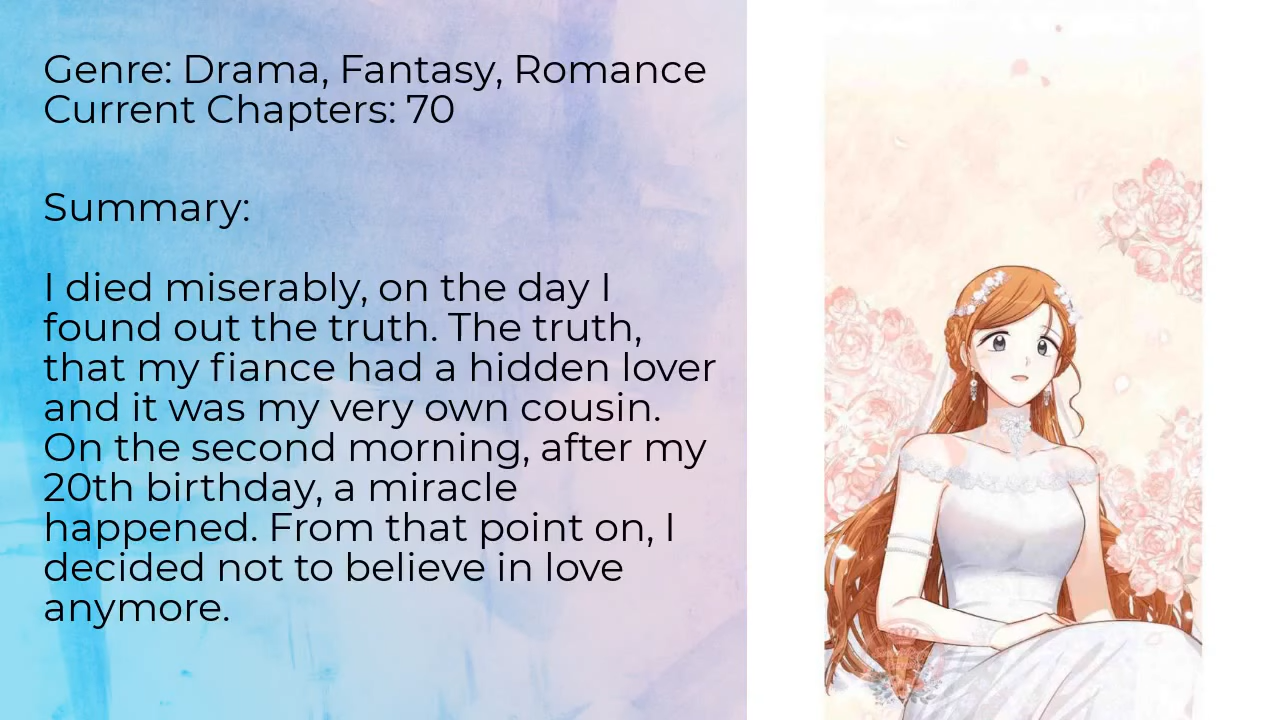 Genre: Drama, Fantasy, Romance
Current Chapters: 70
Summary:
I died miserably, on the day I
found out the truth. The truth,
that my fiance had a hidden lover
and it was my very own cousin.
On the second morning, after my
20th birthday, a miracle
happened. From that point on, I
decided not to believe in love
anymore.